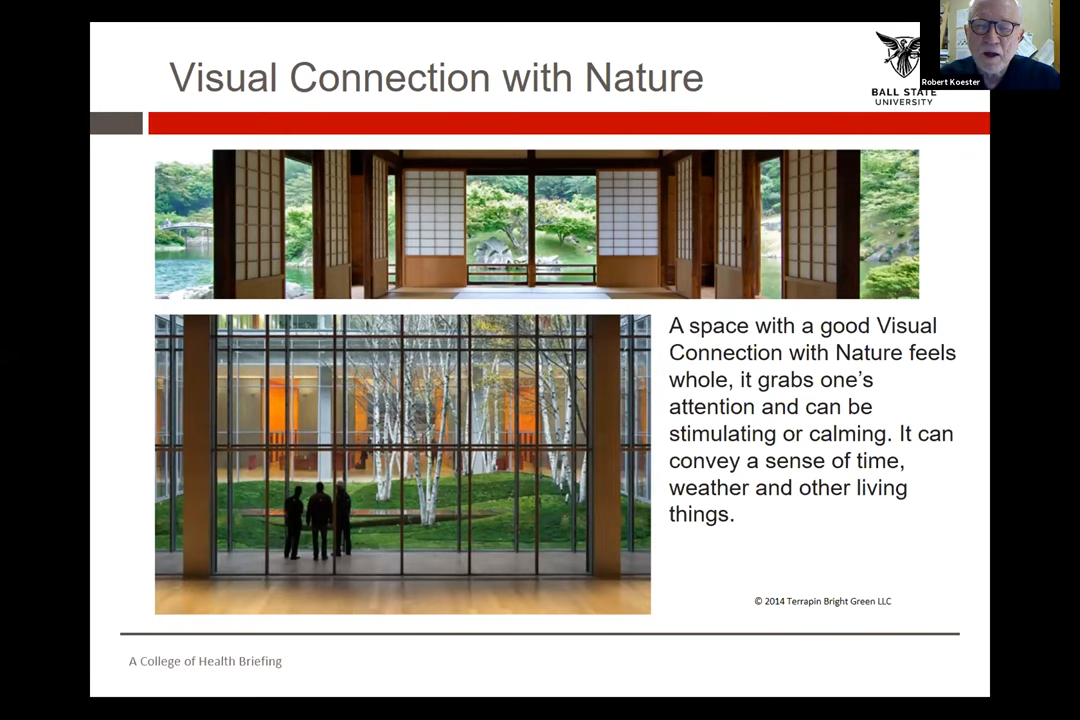 Visual Connection with Nature
BALL STATE
UNIVERSITY
Robert Koester
A space with a good Visual
Connection with Nature feels
whole, it grabs one's
attention and can be
stimulating or calming. It can
convey a sense of time,
weather and other living
things.
© 2014 Terrapin Bright Green LLC
A College of Health Briefing